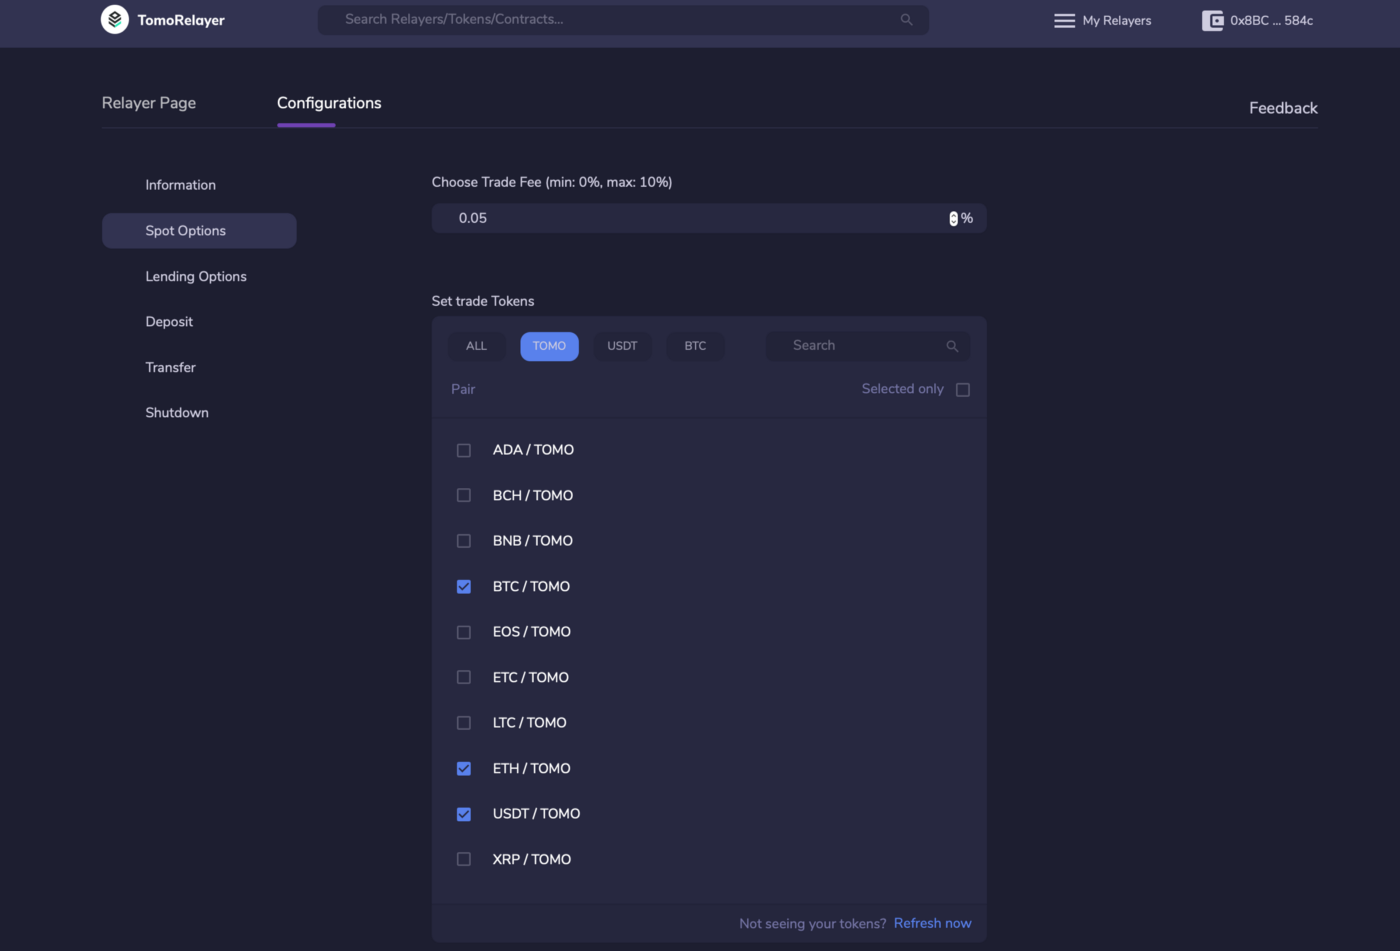 TomoRelayer
Search Relayers/Tokens/Contracts...
My Relayers
0x8BC ... 584c
Relayer Page
Configurations
Feedback
Information
Spot Options
Lending Options
Deposit
Transfer
Shutdown
Choose Trade Fee (min: 0%, max: 10%)
0.05
%
Set trade Tokens
ALL
TOMO
USDT
BTC
Search
Pair
Selected only
ADA / TOMO
BCH / TOMO
BNB / TOMO
BTC / TOMO
EOS / TOMO
ETC / TOMO
LTC / TOMO
ETH / TOMO
USDT / TOMO
XRP / TOMO
Not seeing your tokens? Refresh now